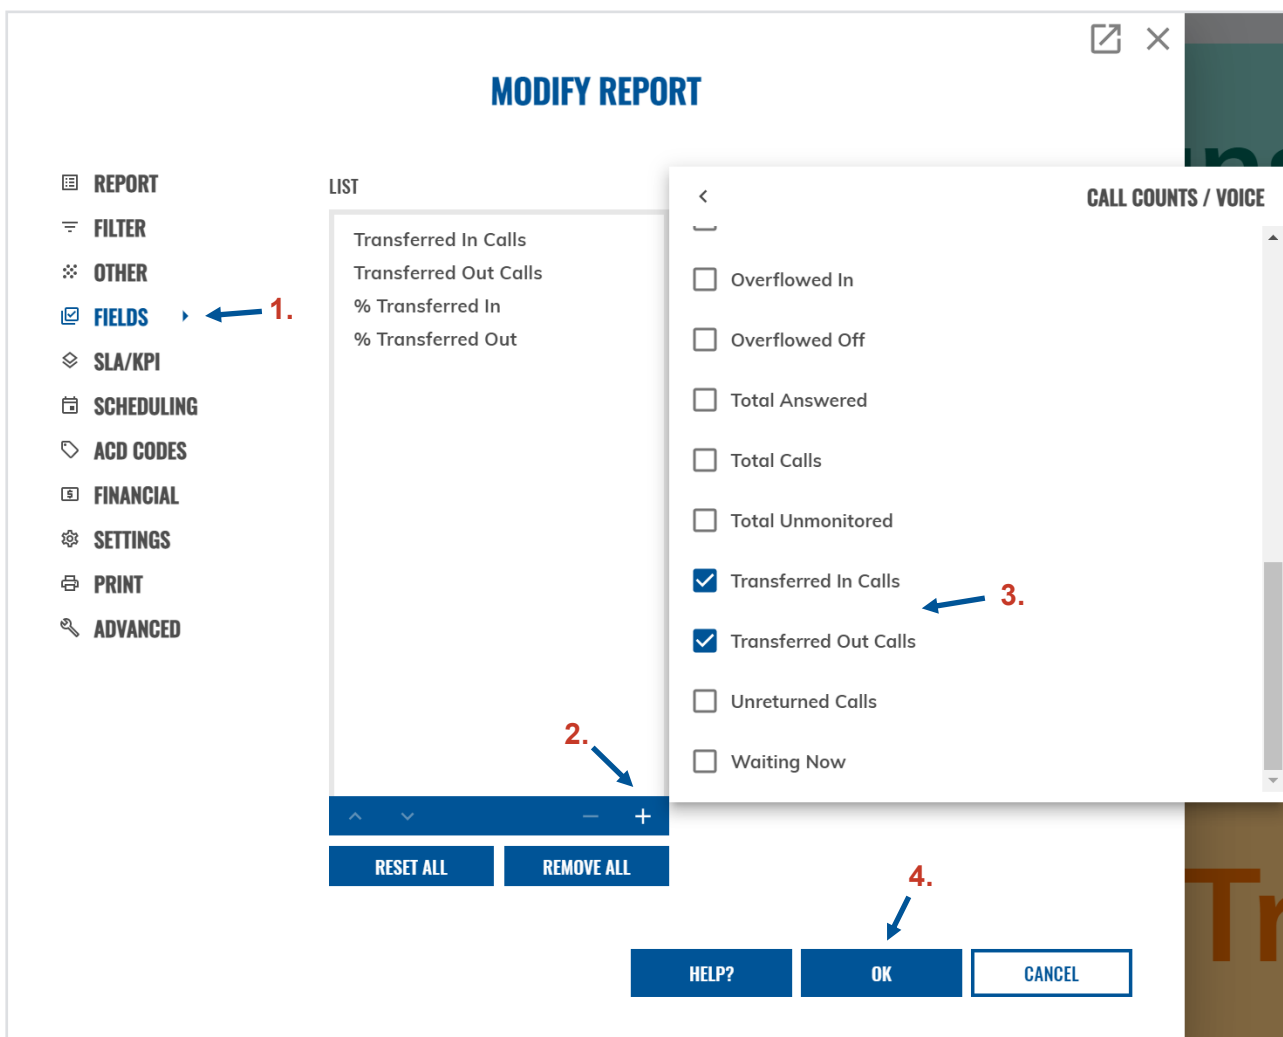 MODIFY REPORT
REPORT
FILTER
OTHER
FIELDS
1.
SLA/KPI
SCHEDULING
ACD CODES
FINANCIAL
SETTINGS
PRINT
ADVANCED
LIST
Transferred In Calls
Transferred Out Calls
% Transferred In
% Transferred Out
2.
RESET ALL
REMOVE ALL
CALL COUNTS / VOICE
Overflowed In
Overflowed Off
Total Answered
Total Calls
Total Unmonitored
Transferred In Calls
3.
Transferred Out Calls
Unreturned Calls
Waiting Now
4.
HELP?
OK
CANCEL
Tr